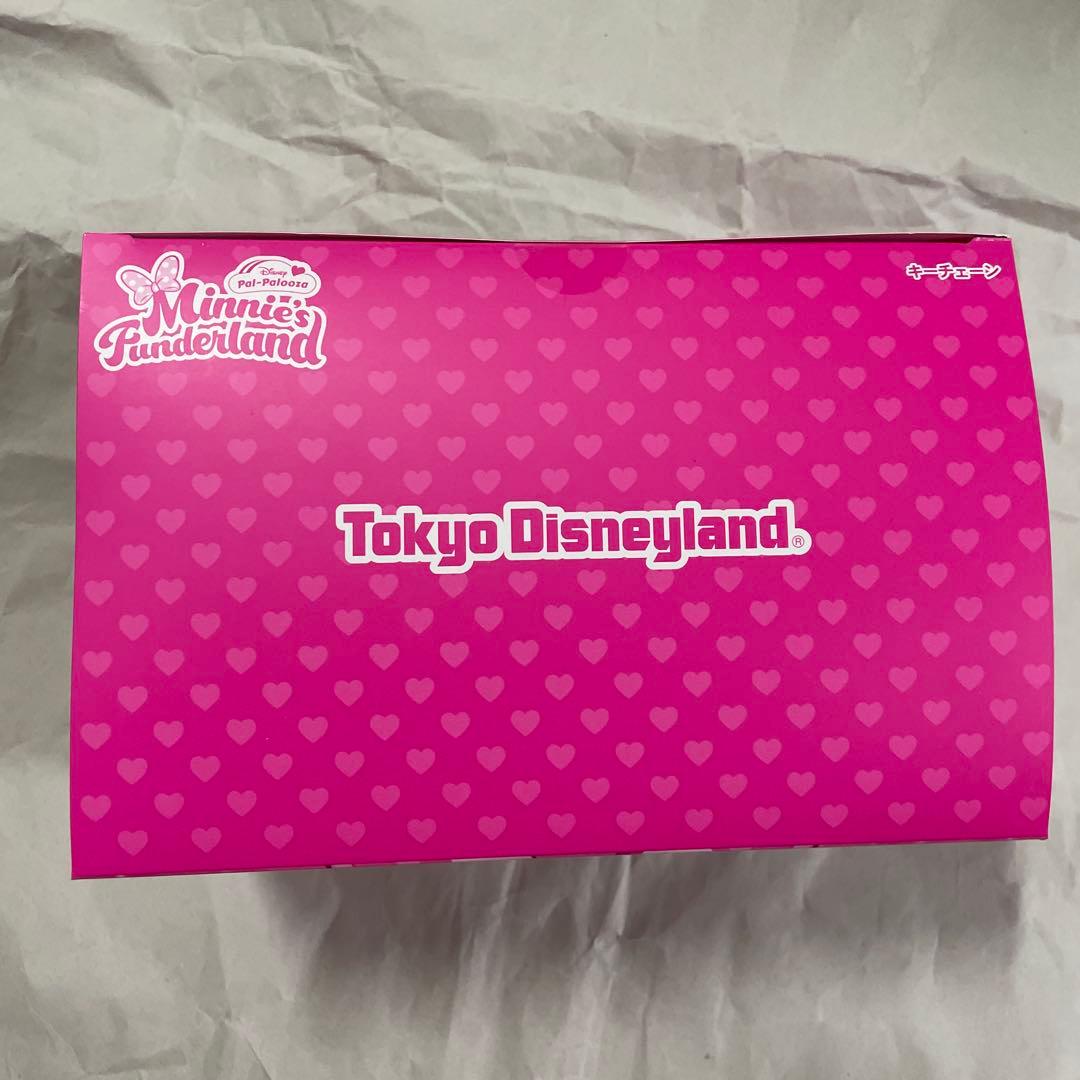 Disney
Pal-Palooza
Minnie's
Funderland
キーチェーン
Tokyo Disneyland®